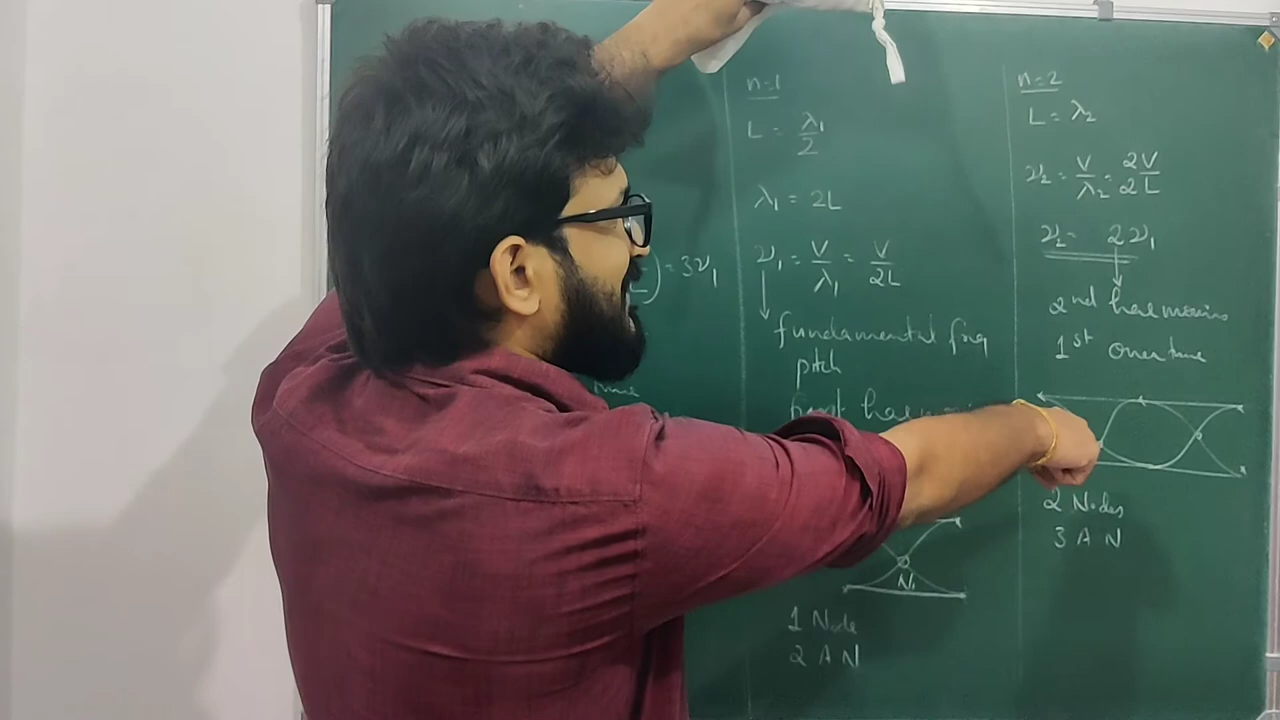 ) = 3ν₁
n=1
L = λ₁/2
λ₁ = 2L
ν₁ = V/λ₁ = V/2L
fundamental freq
pitch
N₁
1 Node
2 A N
n=2
L = λ₂
ν₂ = V/λ₂ = 2V/2L
ν₂ = 2ν₁
2nd harmonics
1st overtune
2 Nodes
3 A N